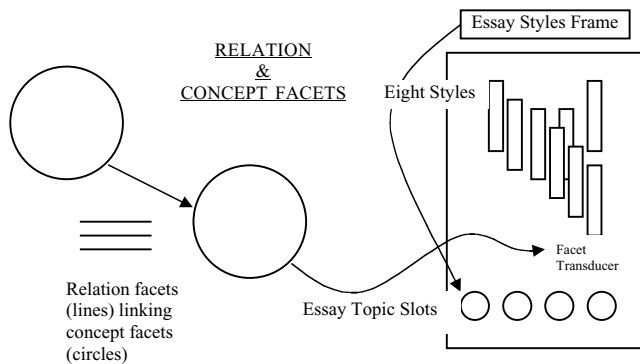 Essay Styles Frame
RELATION
&
CONCEPT FACETS
Eight Styles
Facet
Transducer
Relation facets
(lines) linking
concept facets
(circles)
Essay Topic Slots